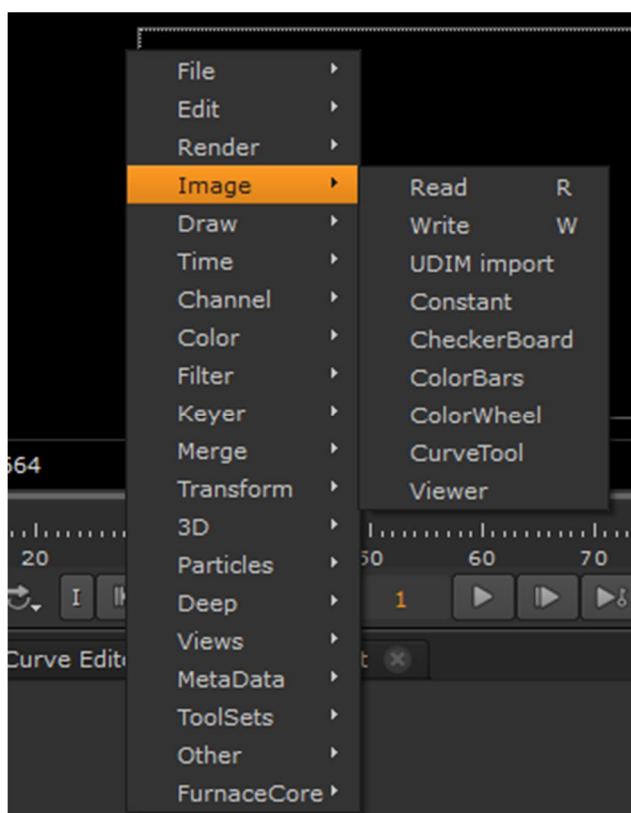 File
Edit
Render
Image
Draw
Time
Channel
Color
Filter
Keyer
Merge
Transform
3D
Particles
Deep
Views
MetaData
ToolSets
Other
FurnaceCore
Read R
Write W
UDIM import
Constant
CheckerBoard
ColorBars
ColorWheel
CurveTool
Viewer
564
20 50 60 70
I 1
Curve Edito